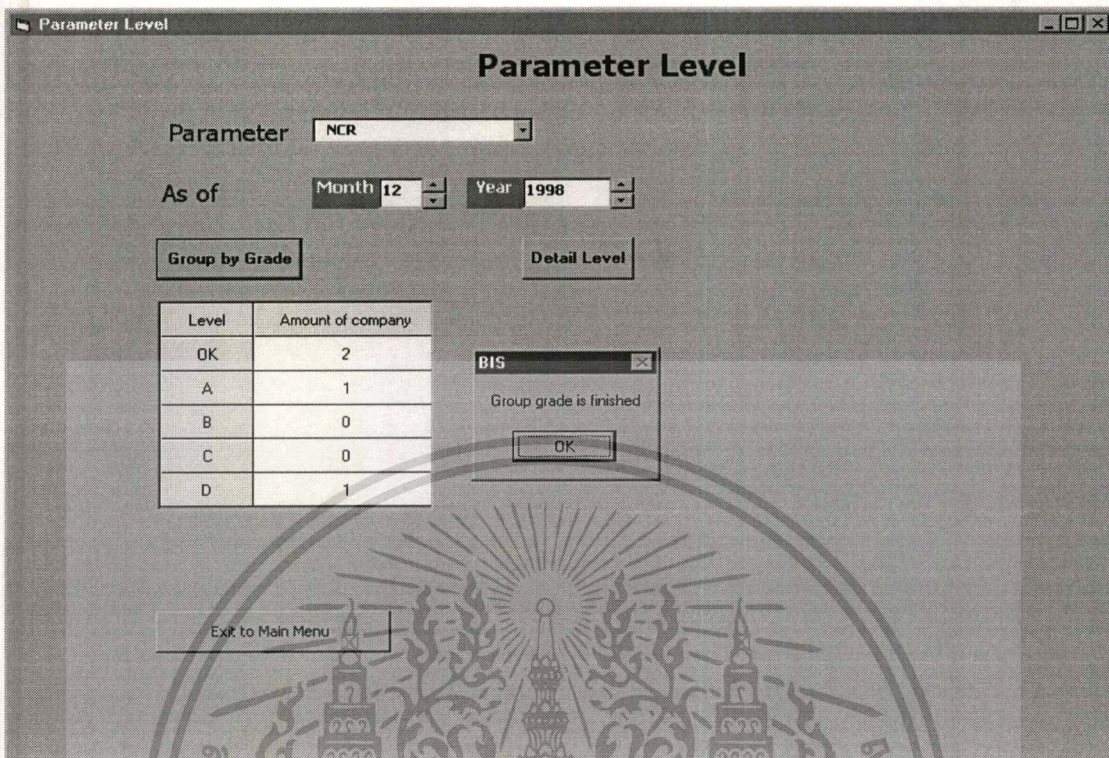 Parameter Level
Parameter Level
Parameter NCR
As of Month 12 Year 1998
Group by Grade Detail Level
Level Amount of company
OK 2
A 1
B 0
C 0
D 1
BIS
Group grade is finished
OK
Exit to Main Menu